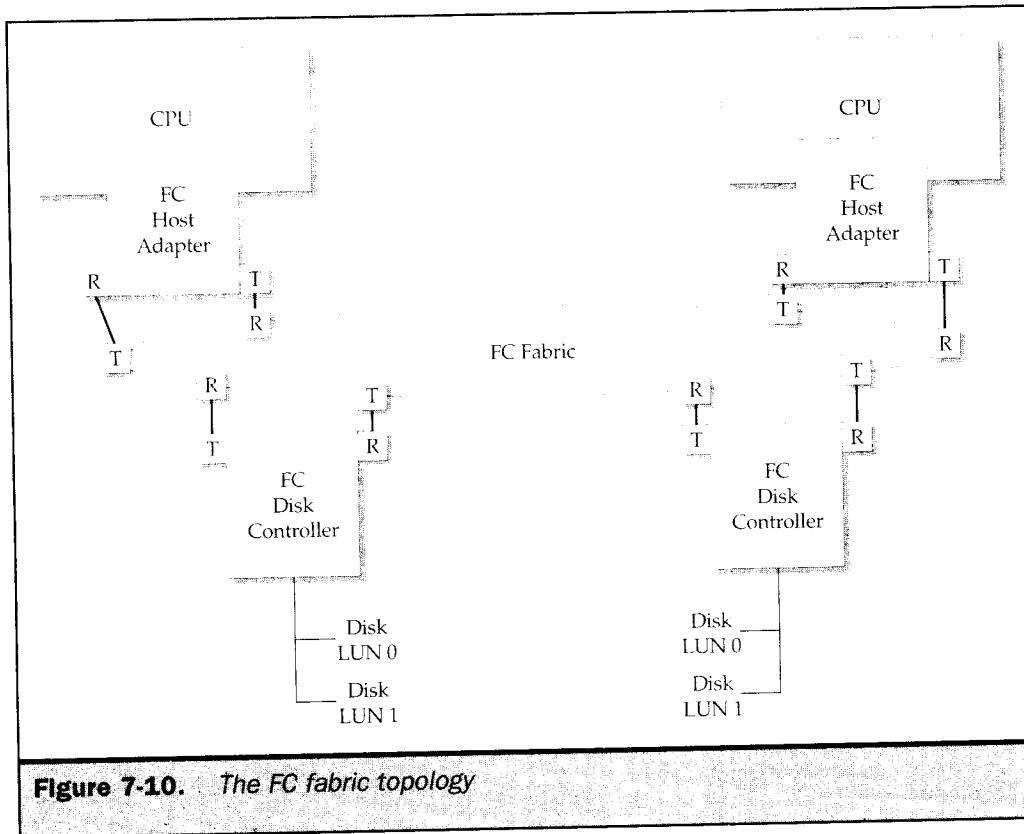 CPU
CPU
FC
Host
Adapter
FC
Host
Adapter
R
T
R
T
R
T
T
R
FC Fabric
R
T
T
R
R
T
T
R
FC
Disk
Controller
FC
Disk
Controller
Disk
LUN 0
Disk
LUN 1
Disk
LUN 0
Disk
LUN 1
Figure 7-10. The FC fabric topology